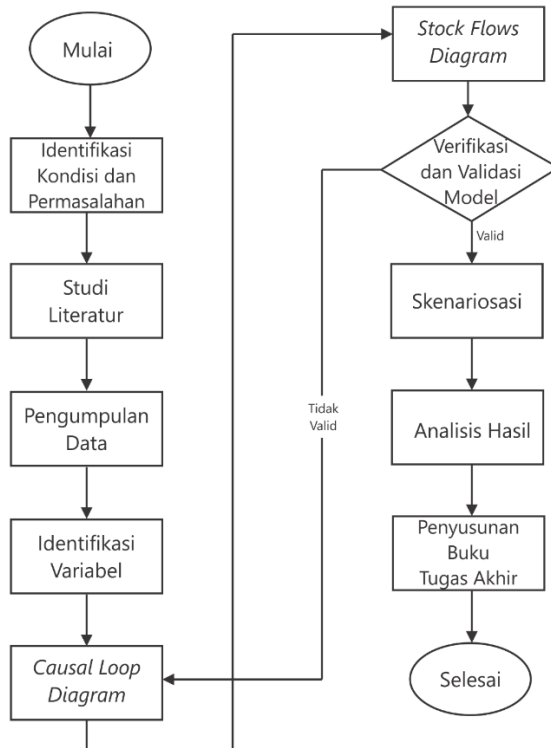 Mulai
Identifikasi
Kondisi dan
Permasalahan
Studi
Literatur
Pengumpulan
Data
Identifikasi
Variabel
Causal Loop
Diagram
Stock Flows
Diagram
Verifikasi
dan Validasi
Model
Valid
Tidak
Valid
Skenariosasi
Analisis Hasil
Penyusunan
Buku
Tugas Akhir
Selesai